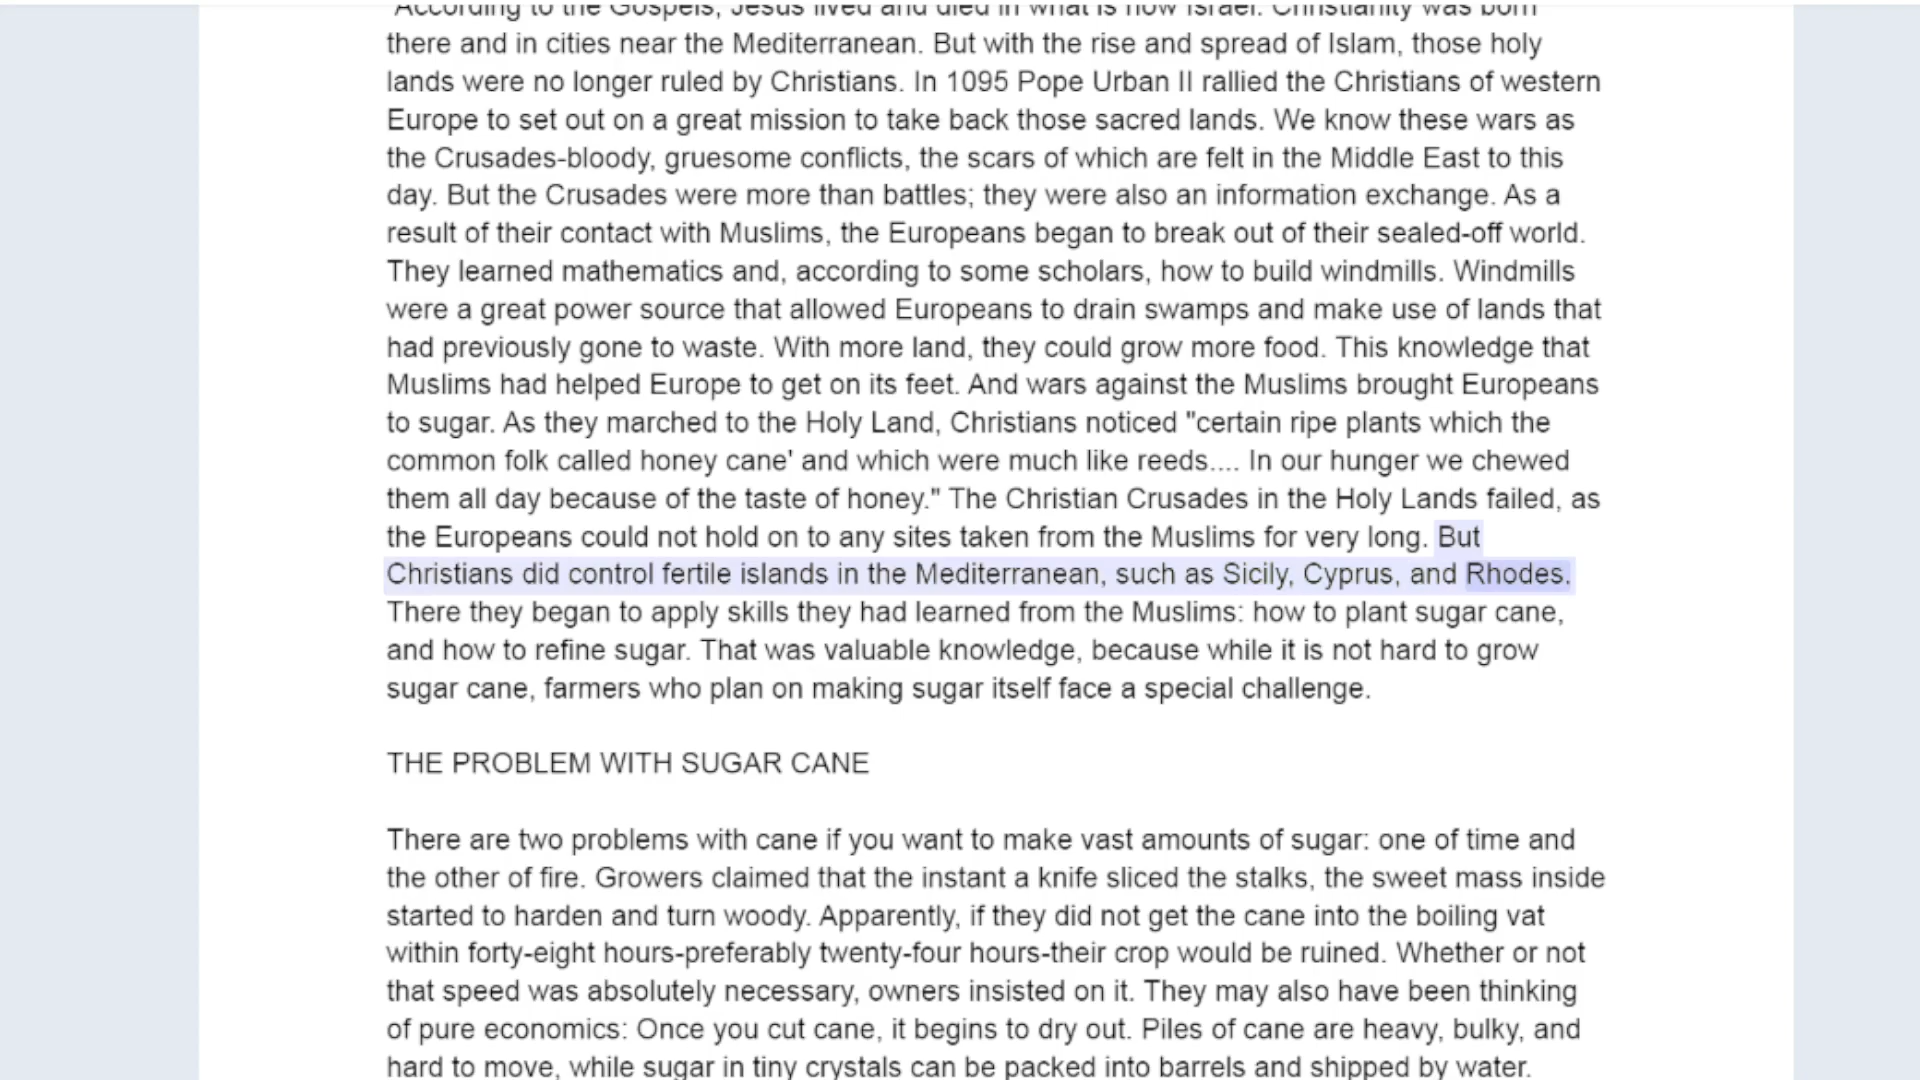 According to the Gospels, Jesus lived and died in what is now Israel. Christianity was born
there and in cities near the Mediterranean. But with the rise and spread of Islam, those holy
lands were no longer ruled by Christians. In 1095 Pope Urban II rallied the Christians of western
Europe to set out on a great mission to take back those sacred lands. We know these wars as
the Crusades-bloody, gruesome conflicts, the scars of which are felt in the Middle East to this
day. But the Crusades were more than battles; they were also an information exchange. As a
result of their contact with Muslims, the Europeans began to break out of their sealed-off world.
They learned mathematics and, according to some scholars, how to build windmills. Windmills
were a great power source that allowed Europeans to drain swamps and make use of lands that
had previously gone to waste. With more land, they could grow more food. This knowledge that
Muslims had helped Europe to get on its feet. And wars against the Muslims brought Europeans
to sugar. As they marched to the Holy Land, Christians noticed "certain ripe plants which the
common folk called honey cane' and which were much like reeds.... In our hunger we chewed
them all day because of the taste of honey." The Christian Crusades in the Holy Lands failed, as
the Europeans could not hold on to any sites taken from the Muslims for very long. But
Christians did control fertile islands in the Mediterranean, such as Sicily, Cyprus, and Rhodes.
There they began to apply skills they had learned from the Muslims: how to plant sugar cane,
and how to refine sugar. That was valuable knowledge, because while it is not hard to grow
sugar cane, farmers who plan on making sugar itself face a special challenge.
THE PROBLEM WITH SUGAR CANE
There are two problems with cane if you want to make vast amounts of sugar: one of time and
the other of fire. Growers claimed that the instant a knife sliced the stalks, the sweet mass inside
started to harden and turn woody. Apparently, if they did not get the cane into the boiling vat
within forty-eight hours-preferably twenty-four hours-their crop would be ruined. Whether or not
that speed was absolutely necessary, owners insisted on it. They may also have been thinking
of pure economics: Once you cut cane, it begins to dry out. Piles of cane are heavy, bulky, and
hard to move, while sugar in tiny crystals can be packed into barrels and shipped by water.